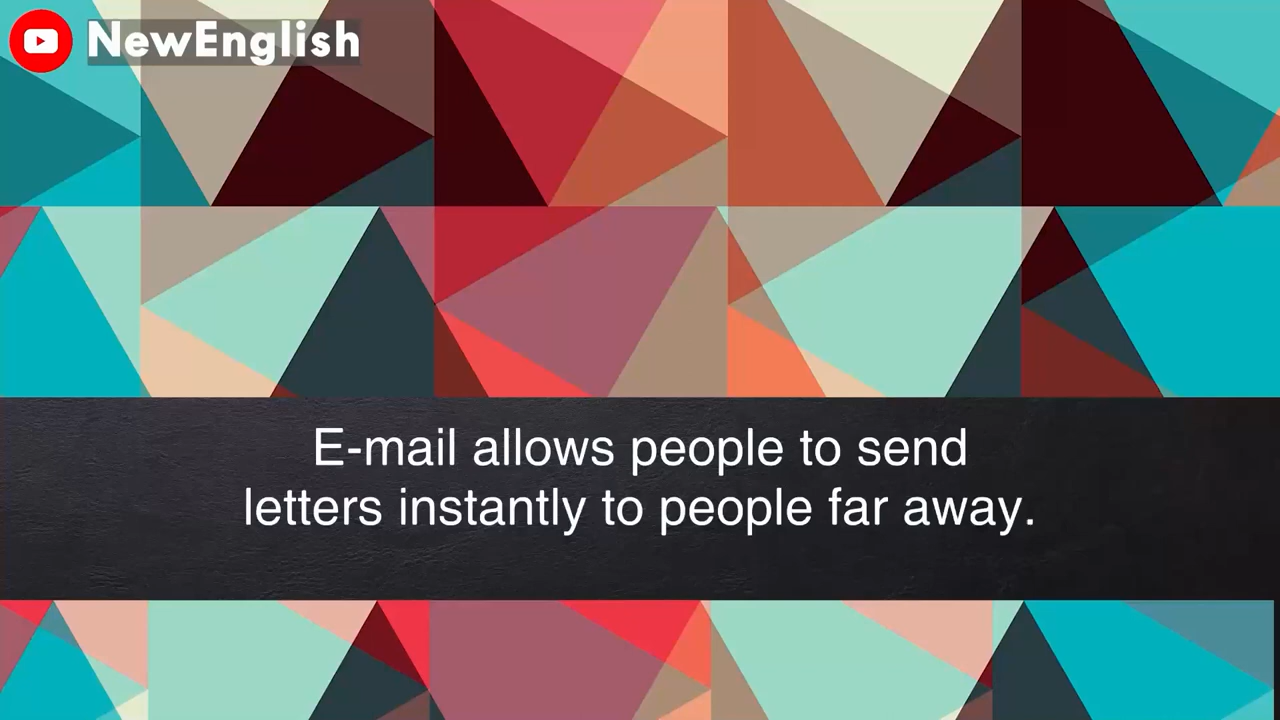 NewEnglish
E-mail allows people to send
letters instantly to people far away.